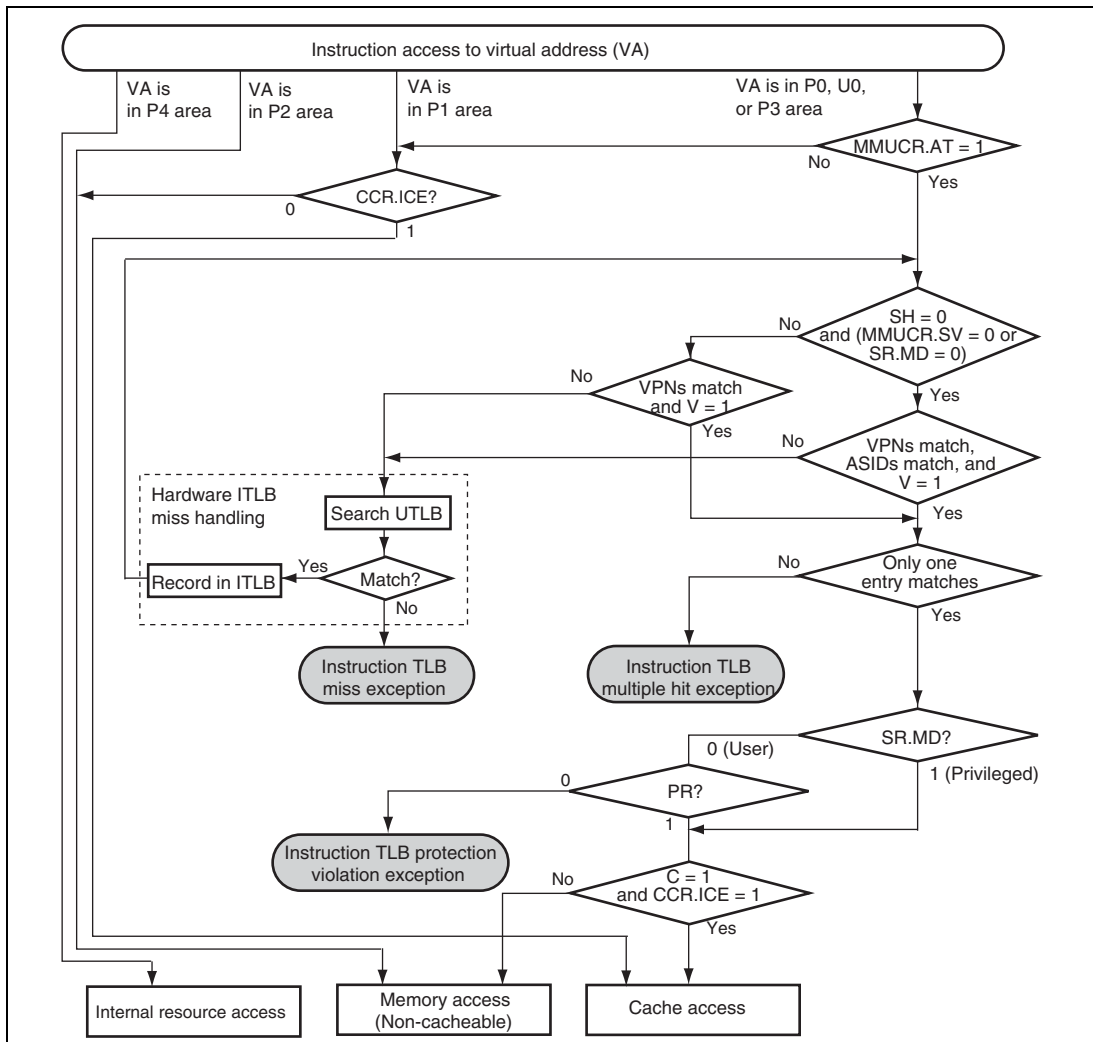 Instruction access to virtual address (VA)
VA is
in P4 area
VA is
in P2 area
VA is
in P1 area
VA is in P0, U0,
or P3 area
MMUCR.AT = 1
No
Yes
CCR.ICE?
0
1
SH = 0
and (MMUCR.SV = 0 or
SR.MD = 0)
No
Yes
VPNs match
and V = 1
No
Yes
VPNs match,
ASIDs match, and
V = 1
No
Yes
Hardware ITLB
miss handling
Search UTLB
Match?
Yes
No
Record in ITLB
Only one
entry matches
No
Yes
Instruction TLB
miss exception
Instruction TLB
multiple hit exception
SR.MD?
0 (User)
1 (Privileged)
PR?
0
1
Instruction TLB protection
violation exception
C = 1
and CCR.ICE = 1
No
Yes
Internal resource access
Memory access
(Non-cacheable)
Cache access